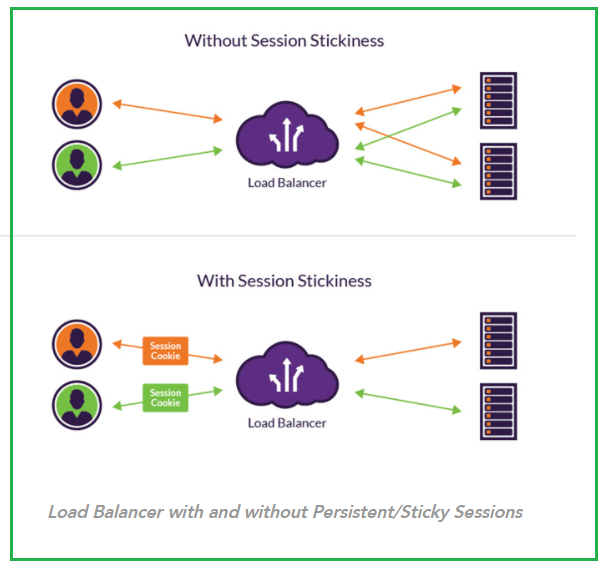 Without Session Stickiness
Load Balancer
With Session Stickiness
Session
Cookie
Session
Cookie
Load Balancer
Load Balancer with and without Persistent/Sticky Sessions